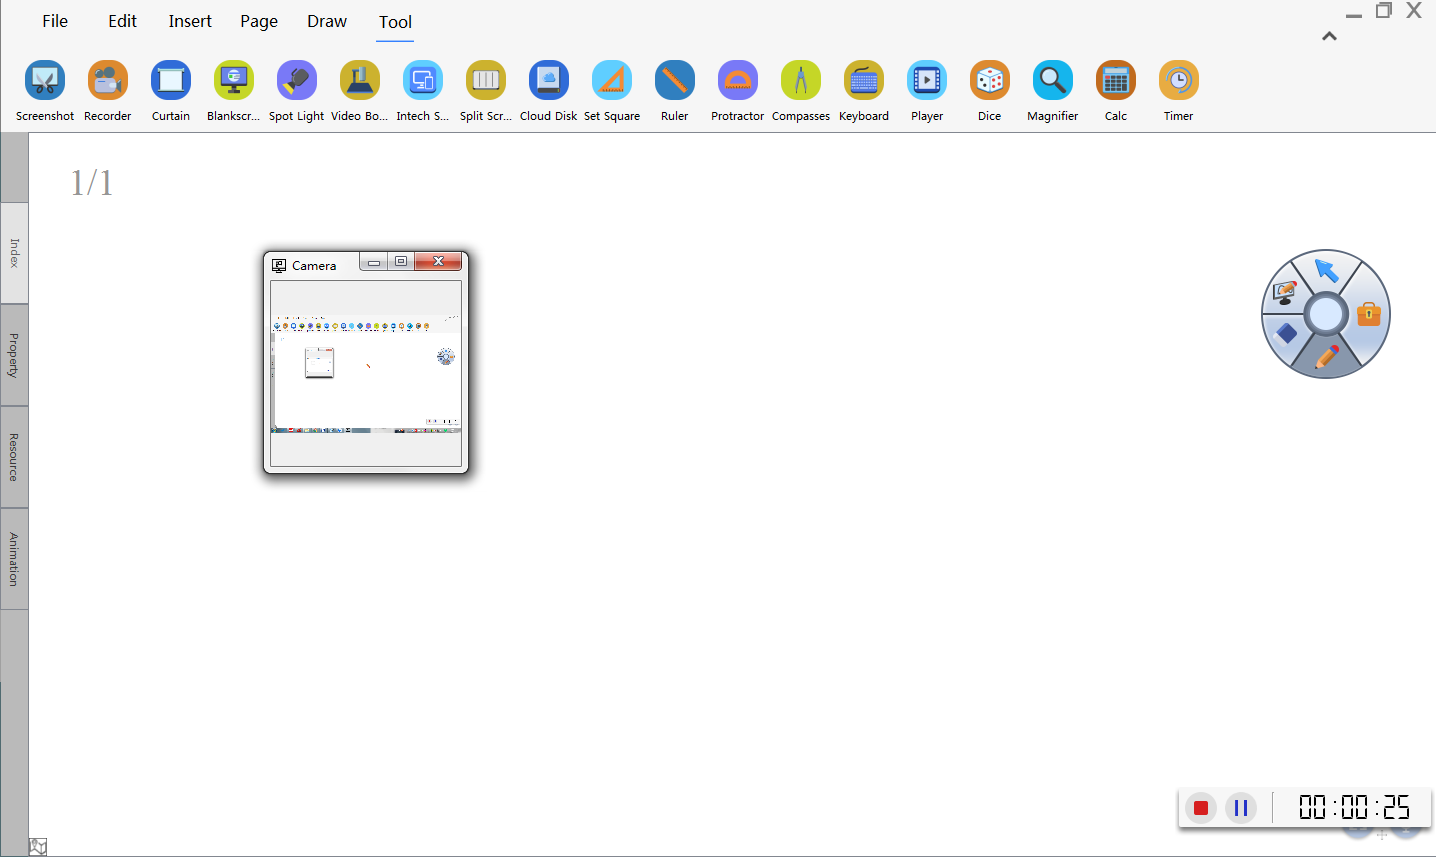 File Edit Insert Page Draw Tool
Screenshot Recorder Curtain Blankscr... Spot Light Video Bo... Intech S... Split Scr... Cloud Disk Set Square Ruler Protractor Compasses Keyboard Player Dice Magnifier Calc Timer
1/1
Index
Property
Resource
Animation
Camera
00:00:25